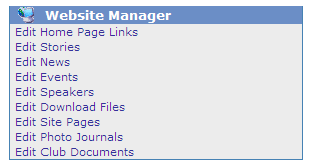 Website Manager
Edit Home Page Links
Edit Stories
Edit News
Edit Events
Edit Speakers
Edit Download Files
Edit Site Pages
Edit Photo Journals
Edit Club Documents